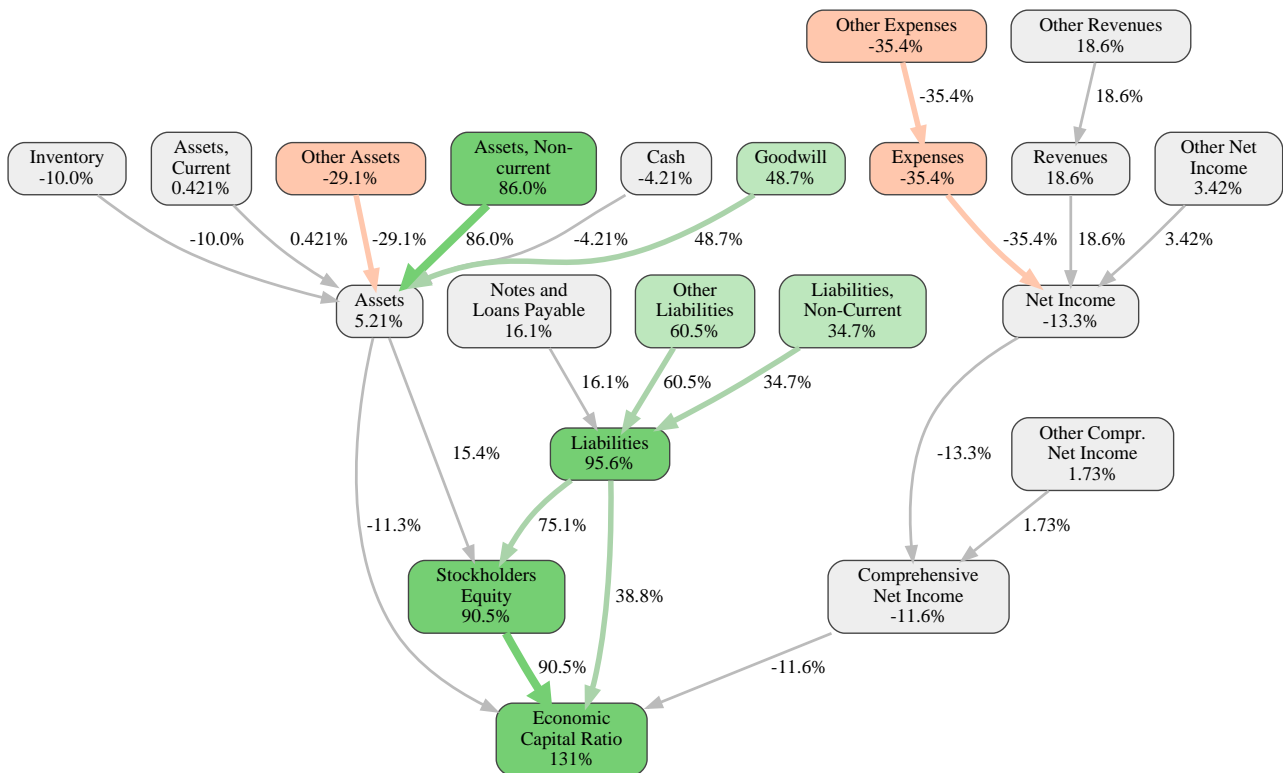 Other Expenses
-35.4%
Other Revenues
18.6%
-35.4%
18.6%
Inventory
-10.0%
Assets,
Current
0.421%
Other Assets
-29.1%
Assets, Non-
current
86.0%
Cash
-4.21%
Goodwill
48.7%
Expenses
-35.4%
Revenues
18.6%
Other Net
Income
3.42%
-10.0%
0.421%
-29.1%
86.0%
-4.21%
48.7%
-35.4%
18.6%
3.42%
Assets
5.21%
Notes and
Loans Payable
16.1%
Other
Liabilities
60.5%
Liabilities,
Non-Current
34.7%
Net Income
-13.3%
16.1%
60.5%
34.7%
Liabilities
95.6%
Other Compr.
Net Income
1.73%
15.4%
-13.3%
-11.3%
75.1%
1.73%
Stockholders
Equity
90.5%
38.8%
Comprehensive
Net Income
-11.6%
90.5%
-11.6%
Economic
Capital Ratio
131%